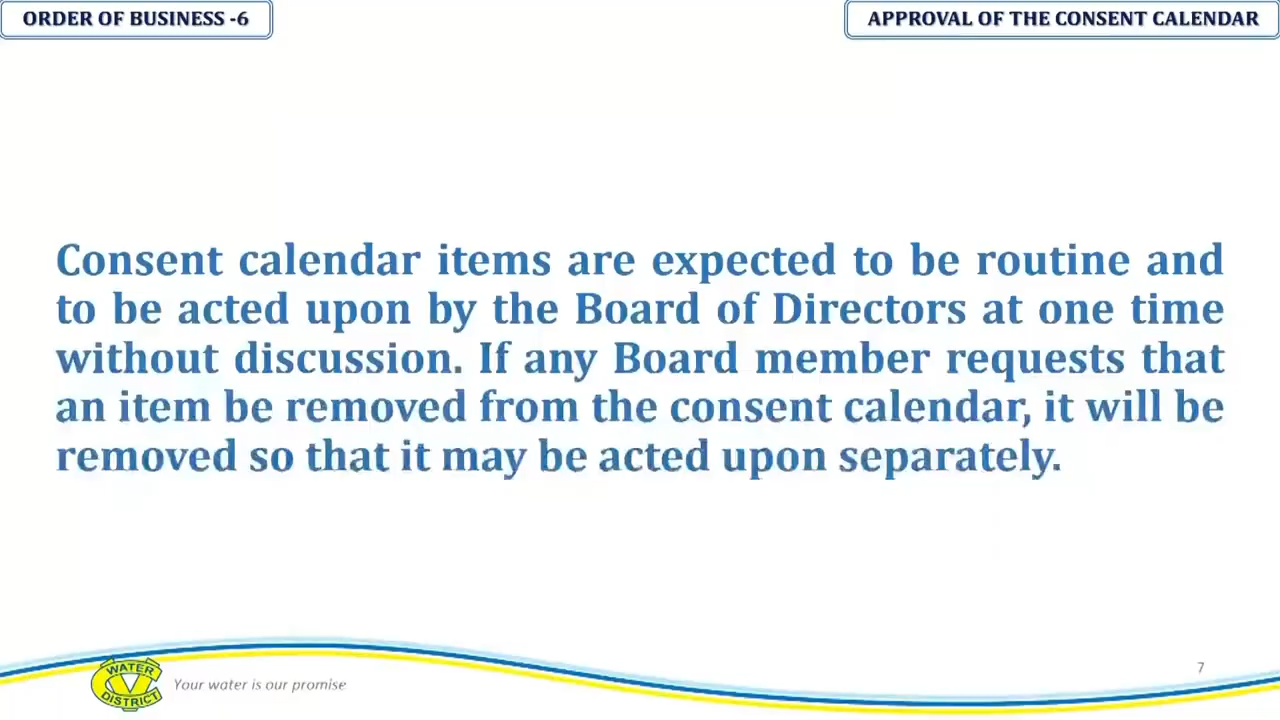 ORDER OF BUSINESS -6
APPROVAL OF THE CONSENT CALENDAR
Consent calendar items are expected to be routine and
to be acted upon by the Board of Directors at one time
without discussion. If any Board member requests that
an item be removed from the consent calendar, it will be
removed so that it may be acted upon separately.
WATER
DISTRICT
Your water is our promise
7